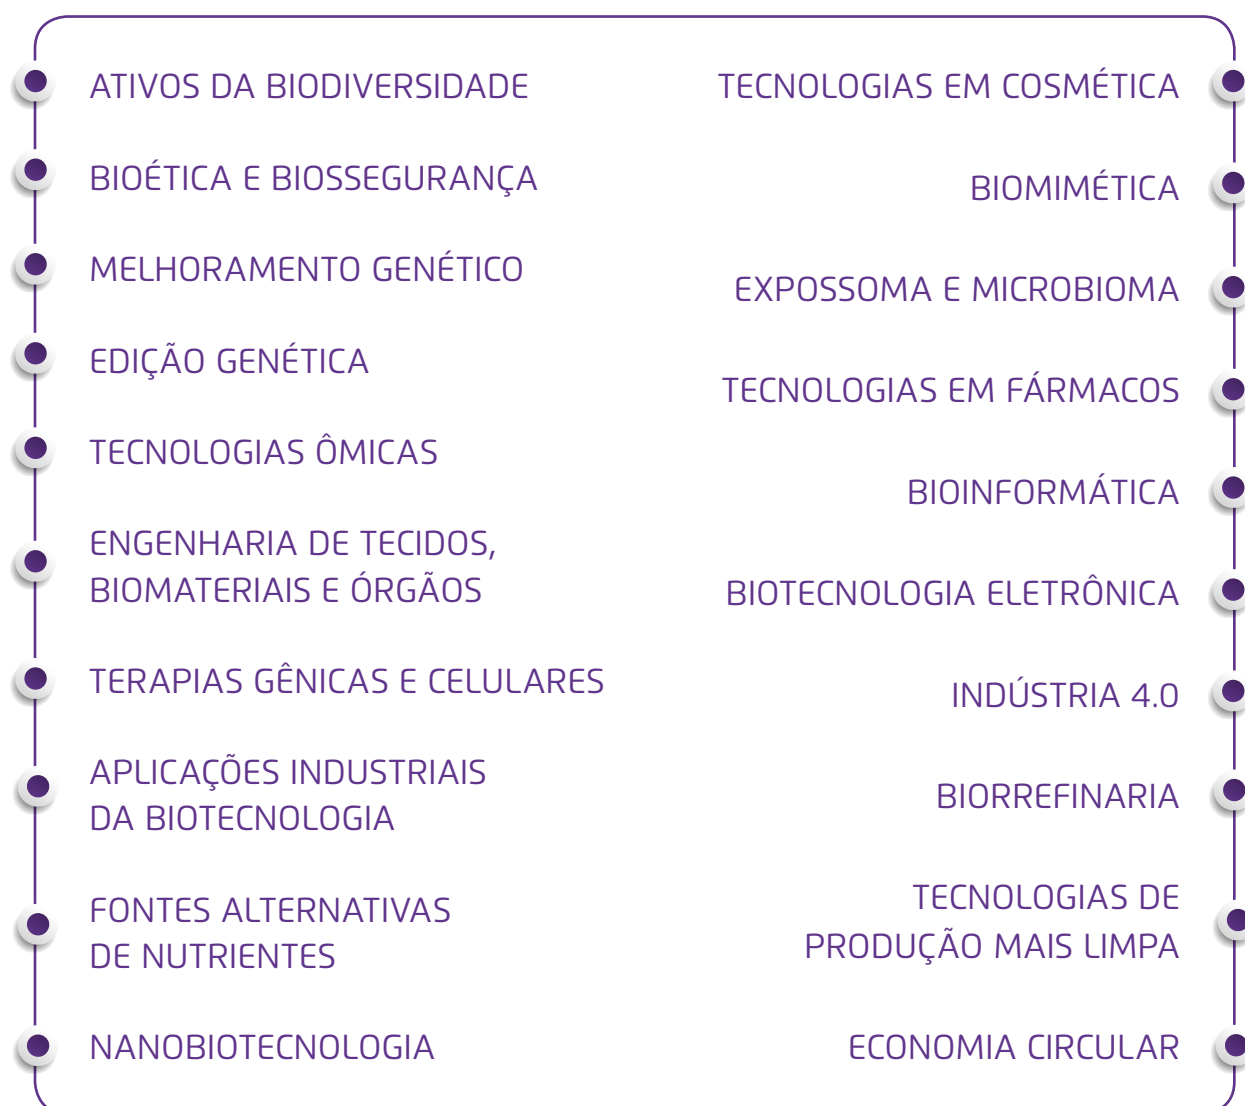 ATIVOS DA BIODIVERSIDADE
BIOÉTICA E BIOSSEGURANÇA
MELHORAMENTO GENÉTICO
EDIÇÃO GENÉTICA
TECNOLOGIAS ÔMICAS
ENGENHARIA DE TECIDOS,
BIOMATERIAIS E ÓRGÃOS
TERAPIAS GÊNICAS E CELULARES
APLICAÇÕES INDUSTRIAIS
DA BIOTECNOLOGIA
FONTES ALTERNATIVAS
DE NUTRIENTES
NANOBIOTECNOLOGIA
TECNOLOGIAS EM COSMÉTICA
BIOMIMÉTICA
EXPOSSOMA E MICROBIOMA
TECNOLOGIAS EM FÁRMACOS
BIOINFORMÁTICA
BIOTECNOLOGIA ELETRÔNICA
INDÚSTRIA 4.0
BIORREFINARIA
TECNOLOGIAS DE
PRODUÇÃO MAIS LIMPA
ECONOMIA CIRCULAR